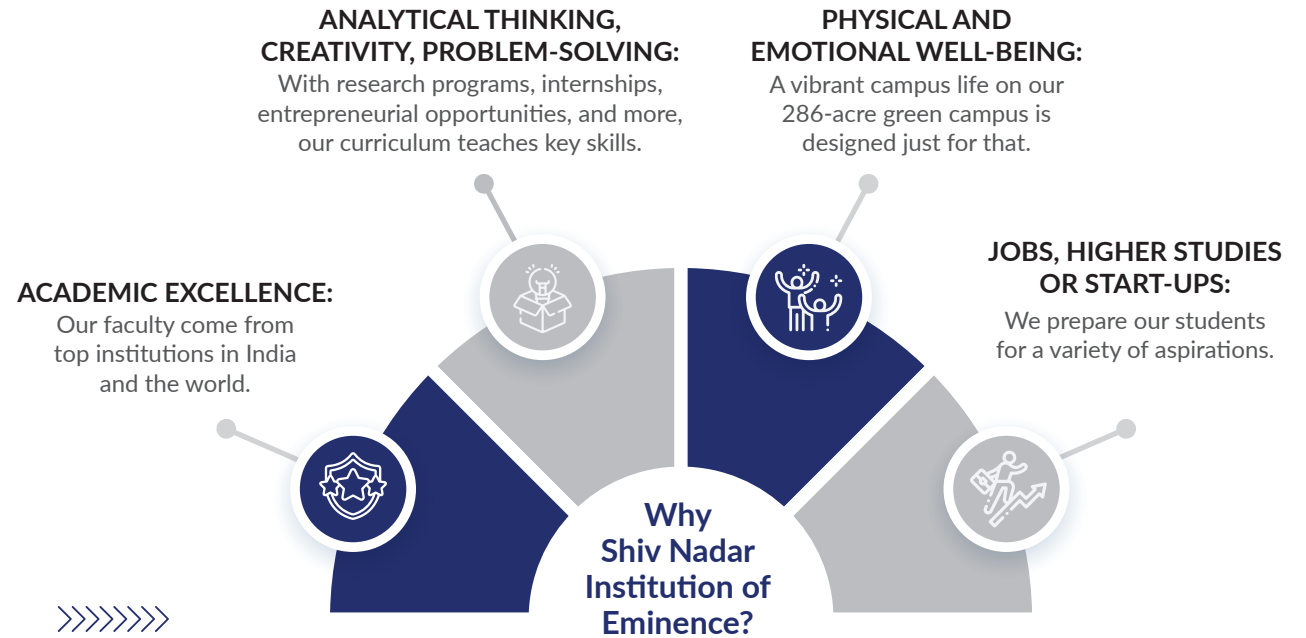 ANALYTICAL THINKING,
CREATIVITY, PROBLEM-SOLVING:
With research programs, internships,
entrepreneurial opportunities, and more,
our curriculum teaches key skills.
PHYSICAL AND
EMOTIONAL WELL-BEING:
A vibrant campus life on our
286-acre green campus is
designed just for that.
ACADEMIC EXCELLENCE:
Our faculty come from
top institutions in India
and the world.
JOBS, HIGHER STUDIES
OR START-UPS:
We prepare our students
for a variety of aspirations.
Why
Shiv Nadar
Institution of
Eminence?